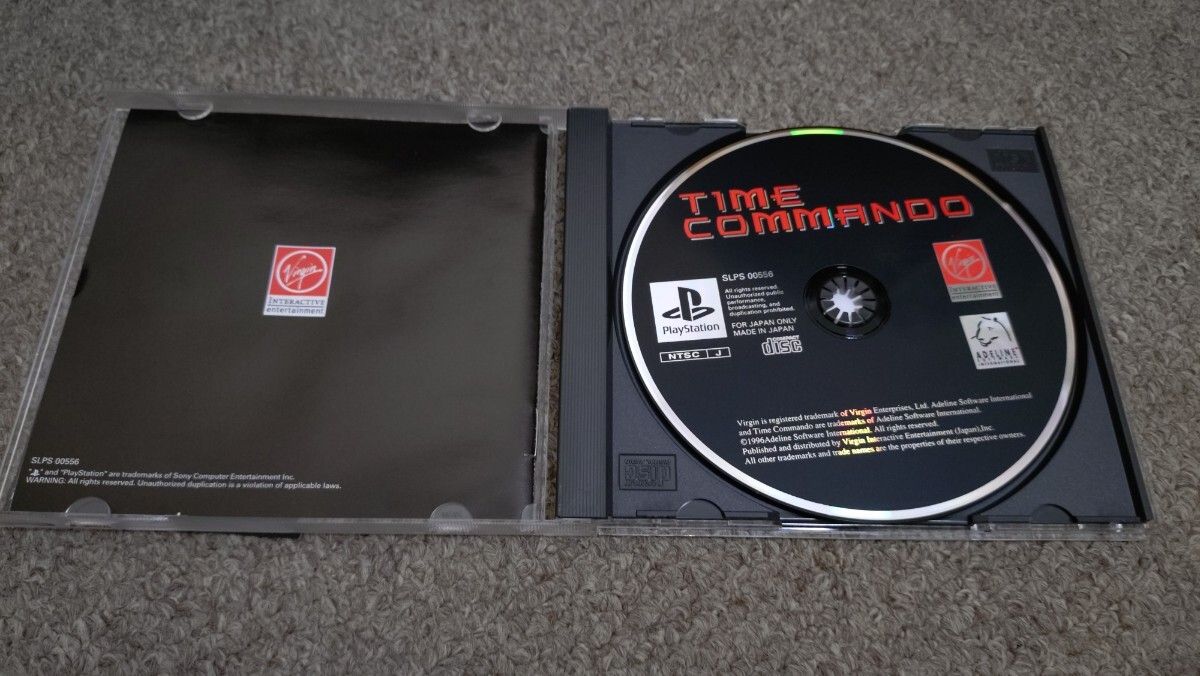 Virgin
INTERACTIVE
entertainment
SLPS 00556
"PS" and "PlayStation" are trademarks of Sony Computer Entertainment Inc.
WARNING: All rights reserved. Unauthorized duplication is a violation of applicable laws.
TIME
COMMANDO
Virgin
INTERACTIVE
entertainment
SLPS 00556
All rights reserved.
Unauthorized public
performance,
broadcasting, and
duplication prohibited.
PlayStation
FOR JAPAN ONLY
MADE IN JAPAN
NTSC J
COMPACT
disc
ADELINE
SOFTWARE
INTERNATIONAL
Virgin is registered trademark of Virgin Enterprises, Ltd. Adeline Software International
and Time Commando are trademarks of Adeline Software International.
©1996Adeline Software International. All rights reserved.
Published and distributed by Virgin Interactive Entertainment (Japan),Inc.
All other trademarks and trade names are the properties of their respective owners.